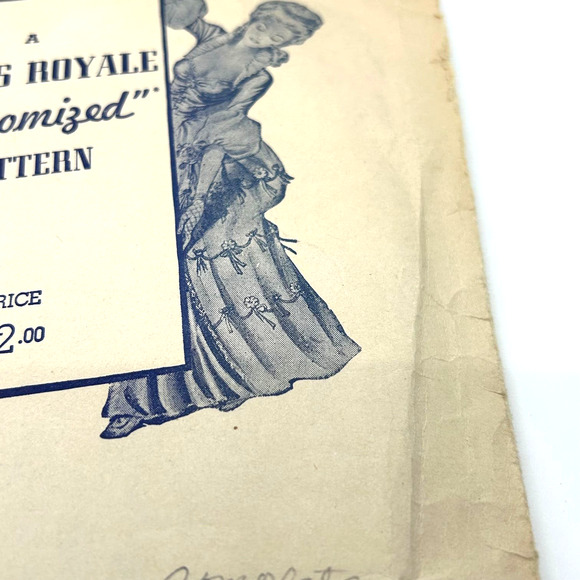 A
S ROYALE
omized"*
TTERN
RICE
2.00